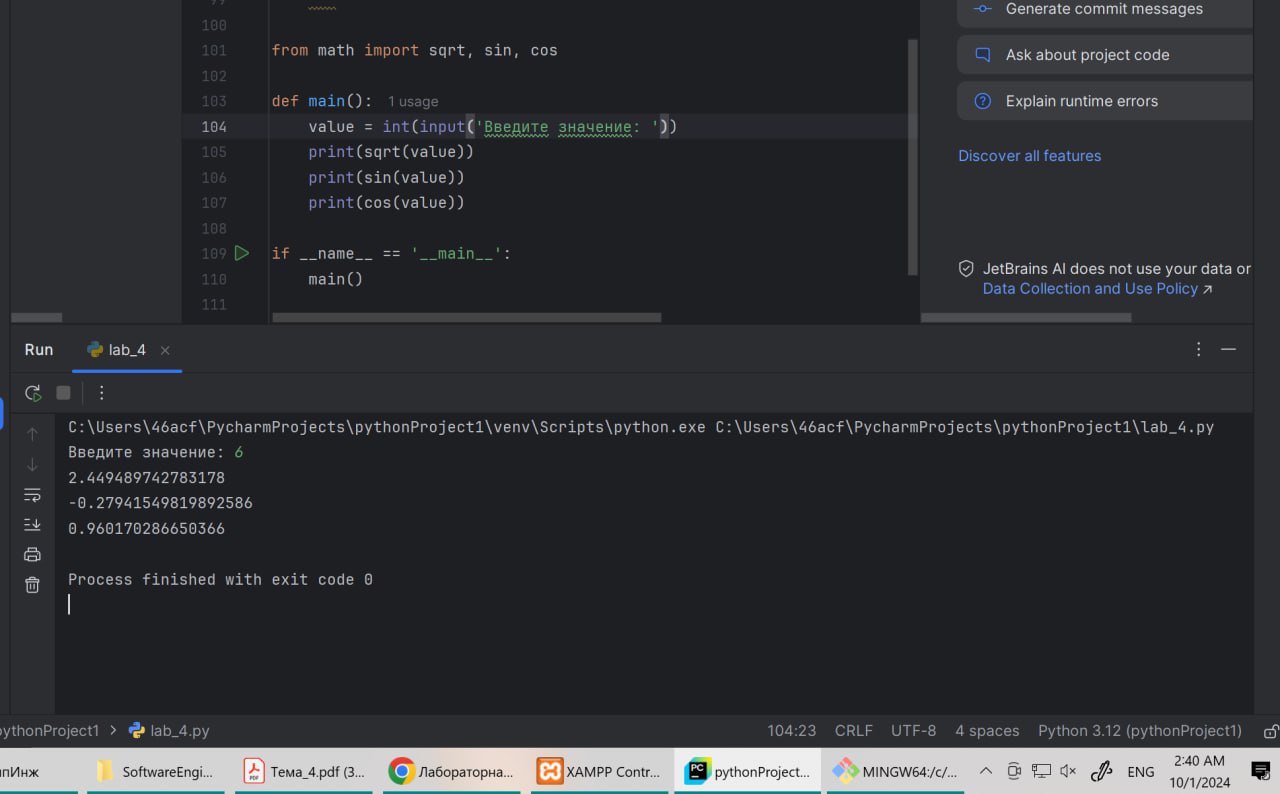 99
100
101 from math import sqrt, sin, cos
102
103 def main(): 1 usage
104 value = int(input('Введите значение: '))
105 print(sqrt(value))
106 print(sin(value))
107 print(cos(value))
108
109 if __name__ == '__main__':
110 main()
111
Generate commit messages
Ask about project code
Explain runtime errors
Discover all features
JetBrains AI does not use your data or
Data Collection and Use Policy ↗
Run lab_4
C:\Users\46acf\PycharmProjects\pythonProject1\venv\Scripts\python.exe C:\Users\46acf\PycharmProjects\pythonProject1\lab_4.py
Введите значение: 6
2.449489742783178
-0.27941549819892586
0.960170286650366
Process finished with exit code 0
ythonProject1 > lab_4.py 104:23 CRLF UTF-8 4 spaces Python 3.12 (pythonProject1)
пИнж SoftwareEngi... PDF Тема_4.pdf (3... Лабораторна... XAMPP Contr... PC pythonProject... MINGW64:/c/... ENG 2:40 AM
10/1/2024